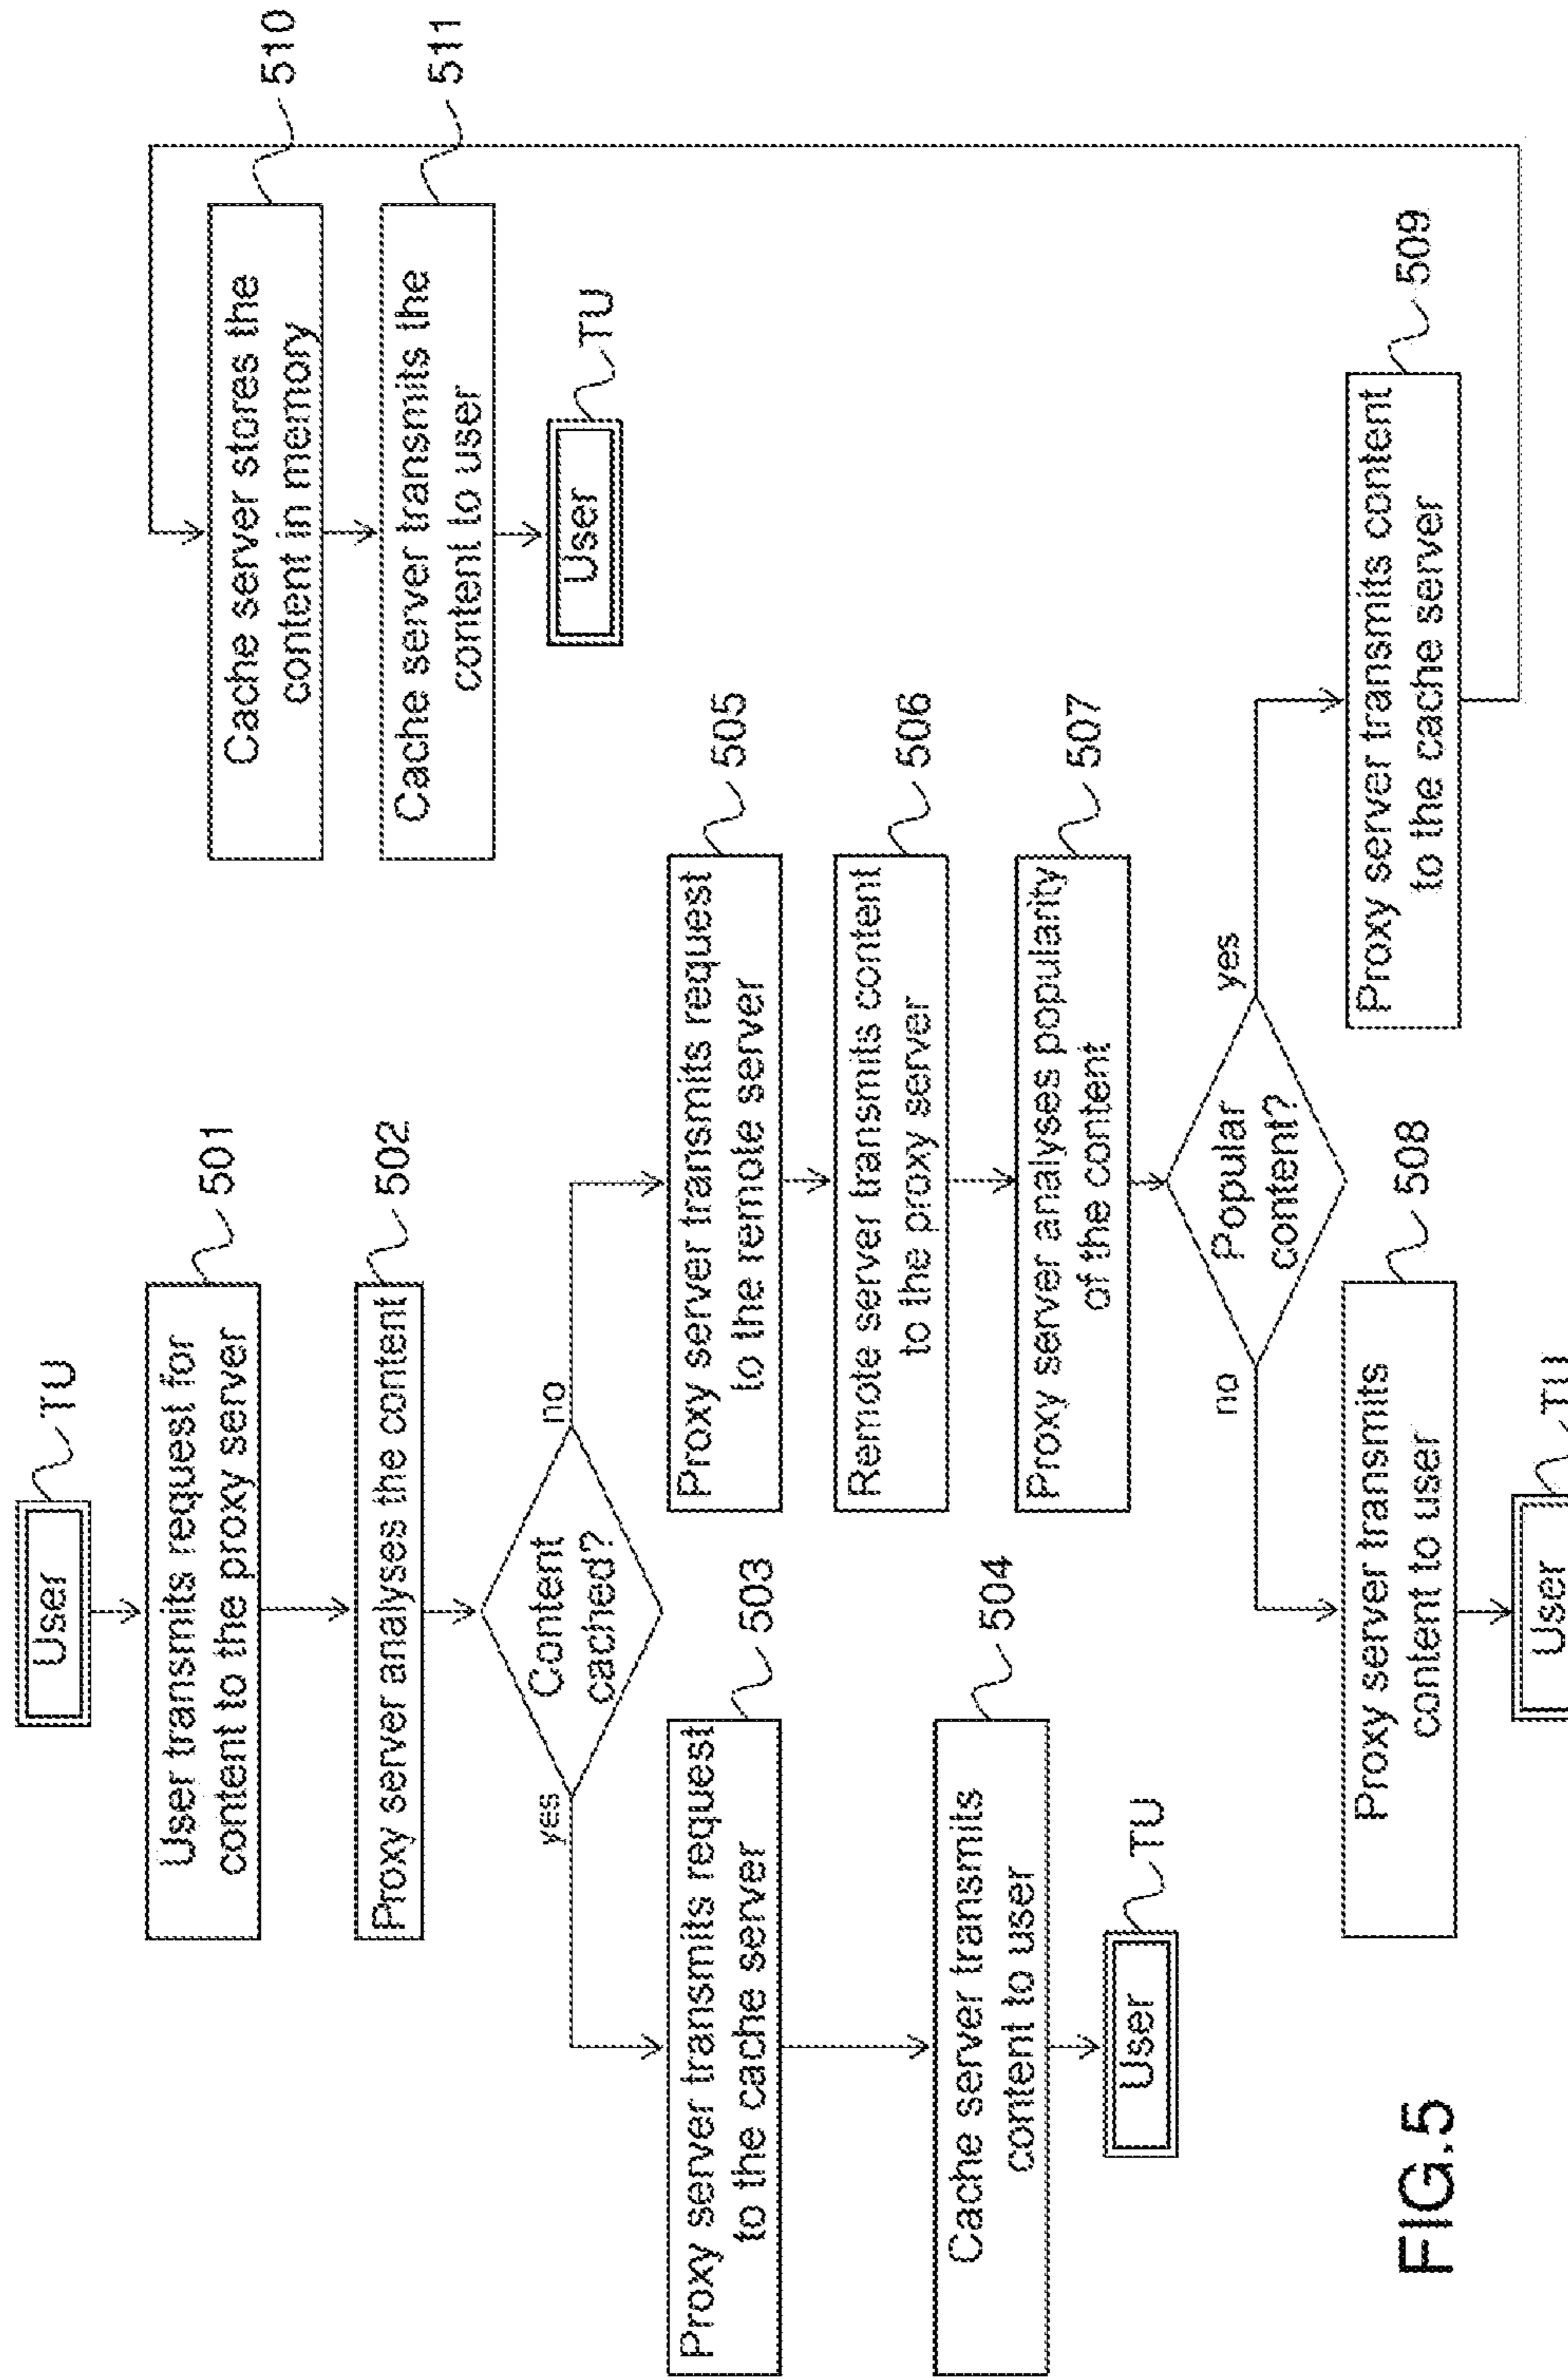 User
TU
User transmits request for
content to the proxy server
501
Proxy server analyses the content
502
Content
cached?
yes
no
Proxy server transmits request
to the cache server
503
Cache server transmits
content to user
504
User
TU
Proxy server transmits request
to the remote server
505
Remote server transmits content
to the proxy server
506
Proxy server analyses popularity
of the content
507
Popular
content?
no
yes
Proxy server transmits
content to user
508
User
TU
Proxy server transmits content
to the cache server
509
Cache server stores the
content in memory
510
Cache server transmits the
content to user
511
User
TU
FIG.5